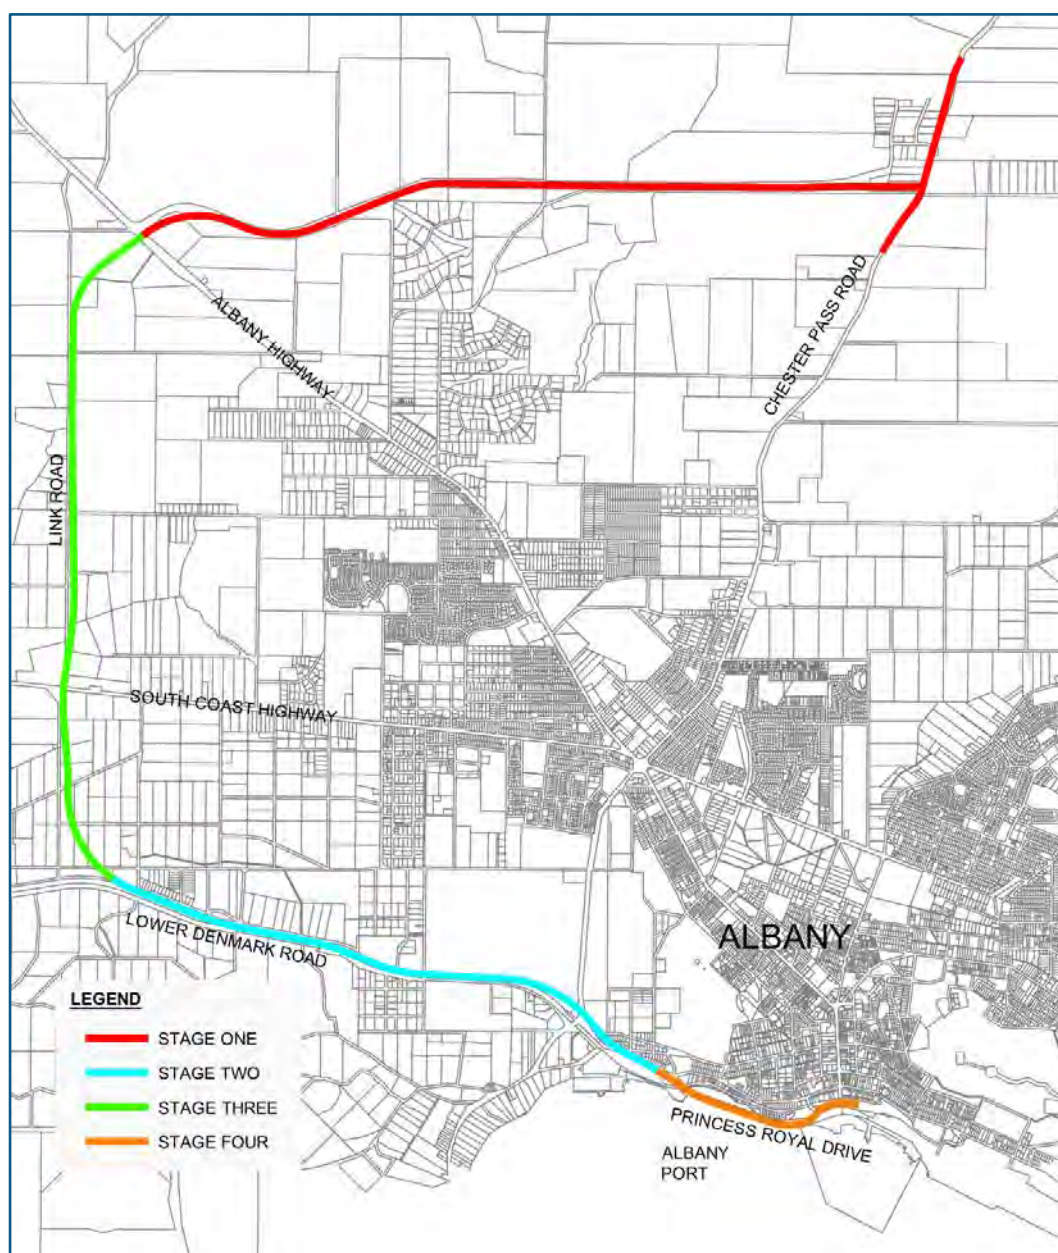 ALBANY HIGHWAY
CHESTER PASS ROAD
LINK ROAD
SOUTH COAST HIGHWAY
ALBANY
LOWER DENMARK ROAD
LEGEND
STAGE ONE
STAGE TWO
STAGE THREE
STAGE FOUR
PRINCESS ROYAL DRIVE
ALBANY
PORT